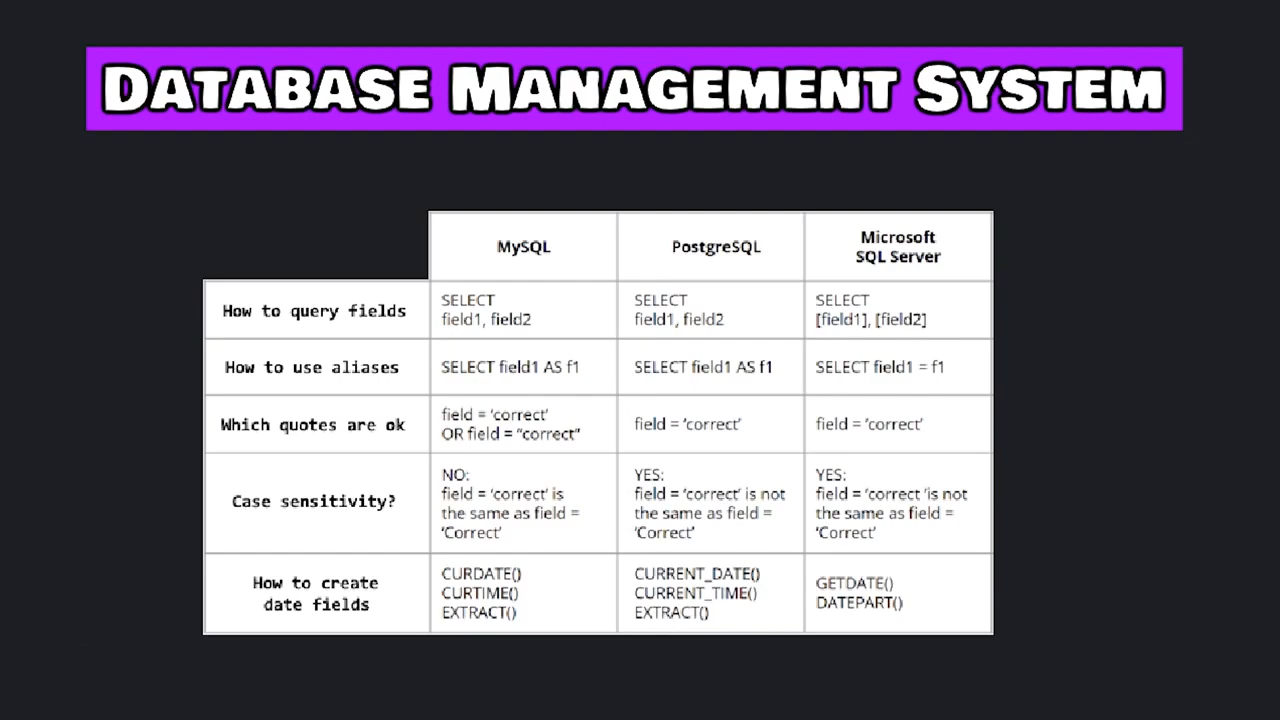 DATABASE MANAGEMENT SYSTEM
MySQL
PostgreSQL
Microsoft
SQL Server
How to query fields
SELECT
field1, field2
SELECT
field1, field2
SELECT
[field1], [field2]
How to use aliases
SELECT field1 AS f1
SELECT field1 AS f1
SELECT field1 = f1
Which quotes are ok
field = ‘correct’
OR field = “correct”
field = ‘correct’
field = ‘correct’
Case sensitivity?
NO:
field = ‘correct’ is
the same as field =
‘Correct’
YES:
field = ‘correct’ is not
the same as field =
‘Correct’
YES:
field = ‘correct ‘is not
the same as field =
‘Correct’
How to create
date fields
CURDATE()
CURTIME()
EXTRACT()
CURRENT_DATE()
CURRENT_TIME()
EXTRACT()
GETDATE()
DATEPART()